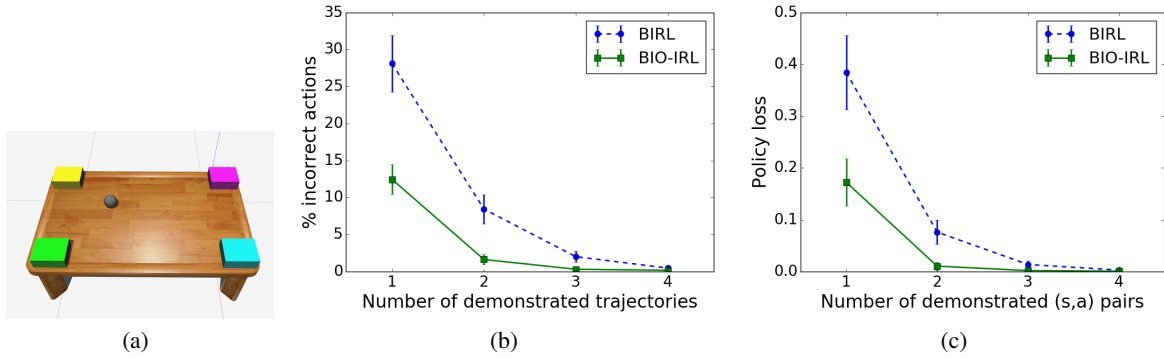 35
30
25
20
15
10
5
0
% incorrect actions
BIRL
BIO-IRL
1 2 3 4
Number of demonstrated trajectories
0.5
0.4
0.3
0.2
0.1
0.0
Policy loss
BIRL
BIO-IRL
1 2 3 4
Number of demonstrated (s,a) pairs
(a) (b) (c)